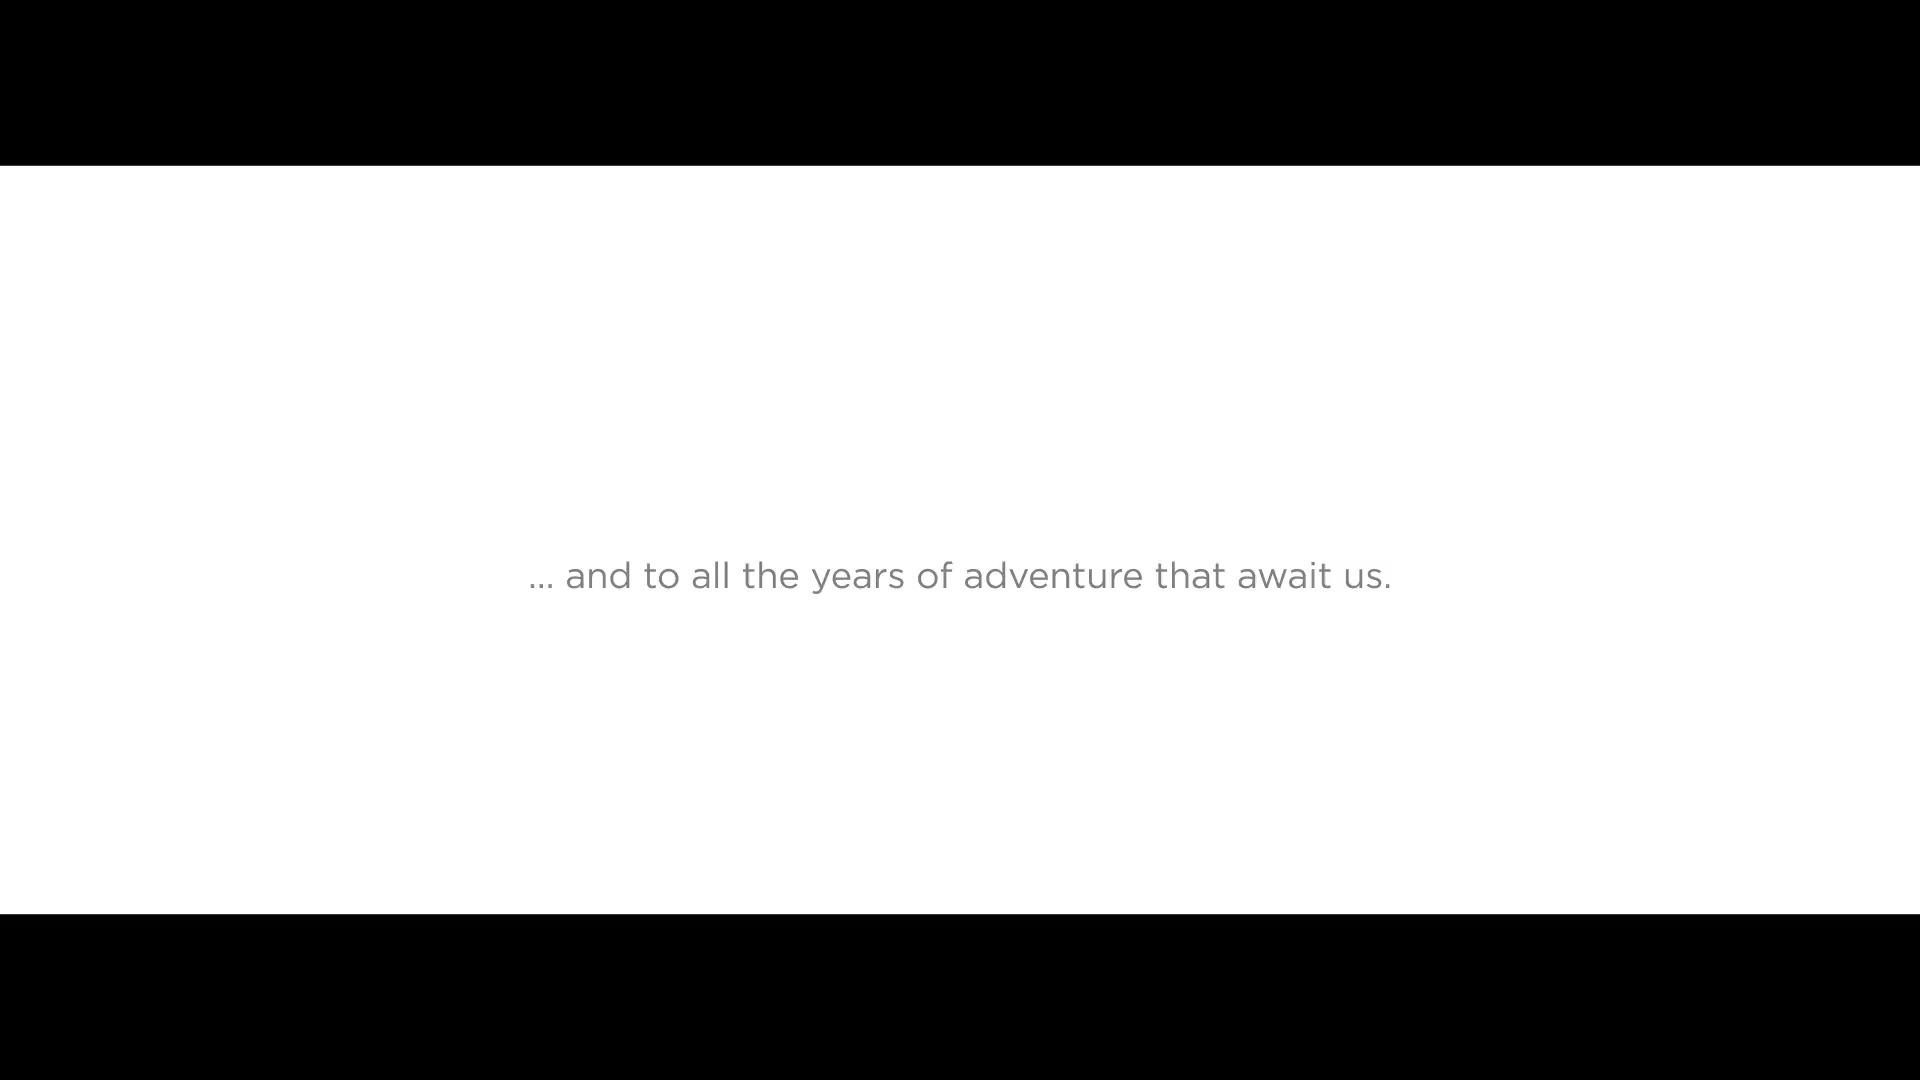 ... and to all the years of adventure that await us.